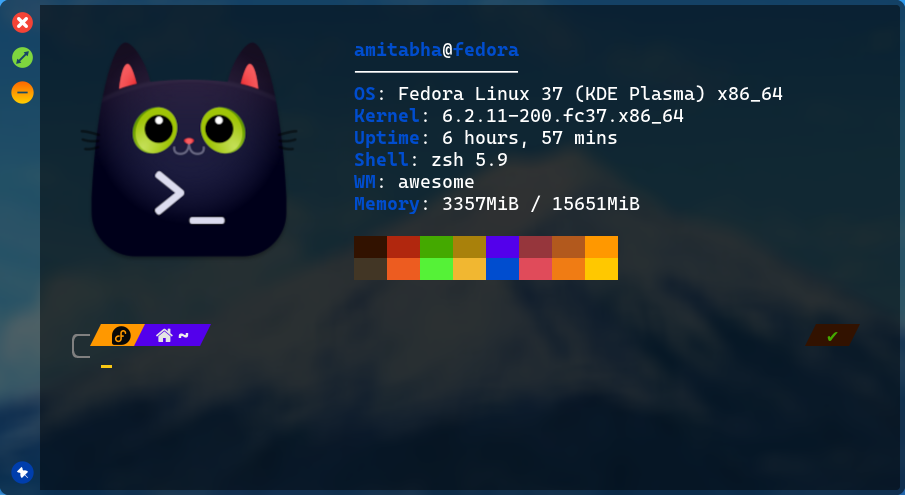 amitabha@fedora
OS: Fedora Linux 37 (KDE Plasma) x86_64
Kernel: 6.2.11-200.fc37.x86_64
Uptime: 6 hours, 57 mins
Shell: zsh 5.9
WM: awesome
Memory: 3357MiB / 15651MiB
>_
~